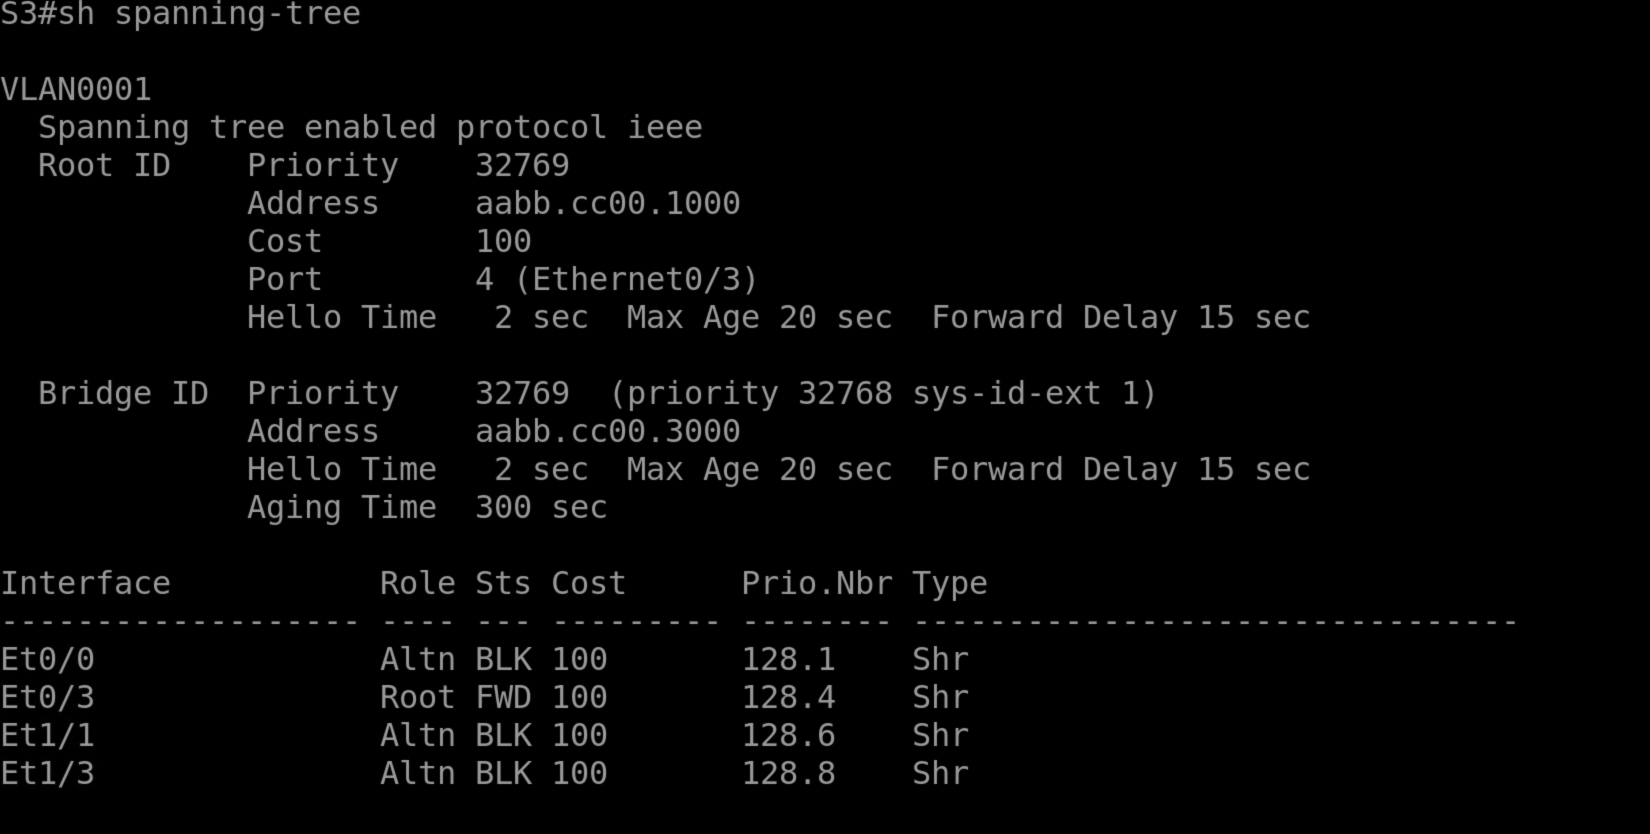 S3#sh spanning-tree
VLAN0001
  Spanning tree enabled protocol ieee
  Root ID    Priority    32769
             Address     aabb.cc00.1000
             Cost        100
             Port        4 (Ethernet0/3)
             Hello Time   2 sec  Max Age 20 sec  Forward Delay 15 sec
  Bridge ID  Priority    32769  (priority 32768 sys-id-ext 1)
             Address     aabb.cc00.3000
             Hello Time   2 sec  Max Age 20 sec  Forward Delay 15 sec
             Aging Time  300 sec
Interface           Role Sts Cost      Prio.Nbr Type
------------------- ---- --- --------- -------- --------------------------------
Et0/0               Altn BLK 100       128.1    Shr
Et0/3               Root FWD 100       128.4    Shr
Et1/1               Altn BLK 100       128.6    Shr
Et1/3               Altn BLK 100       128.8    Shr